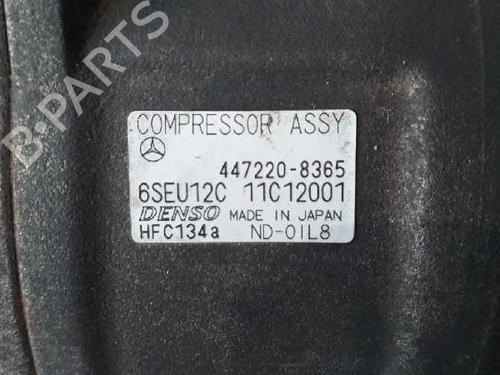 B-PARTS
COMPRESSOR ASSY
447220-8365
6SEU12C 11C12001
DENSO MADE IN JAPAN
HFC134a ND-OIL8